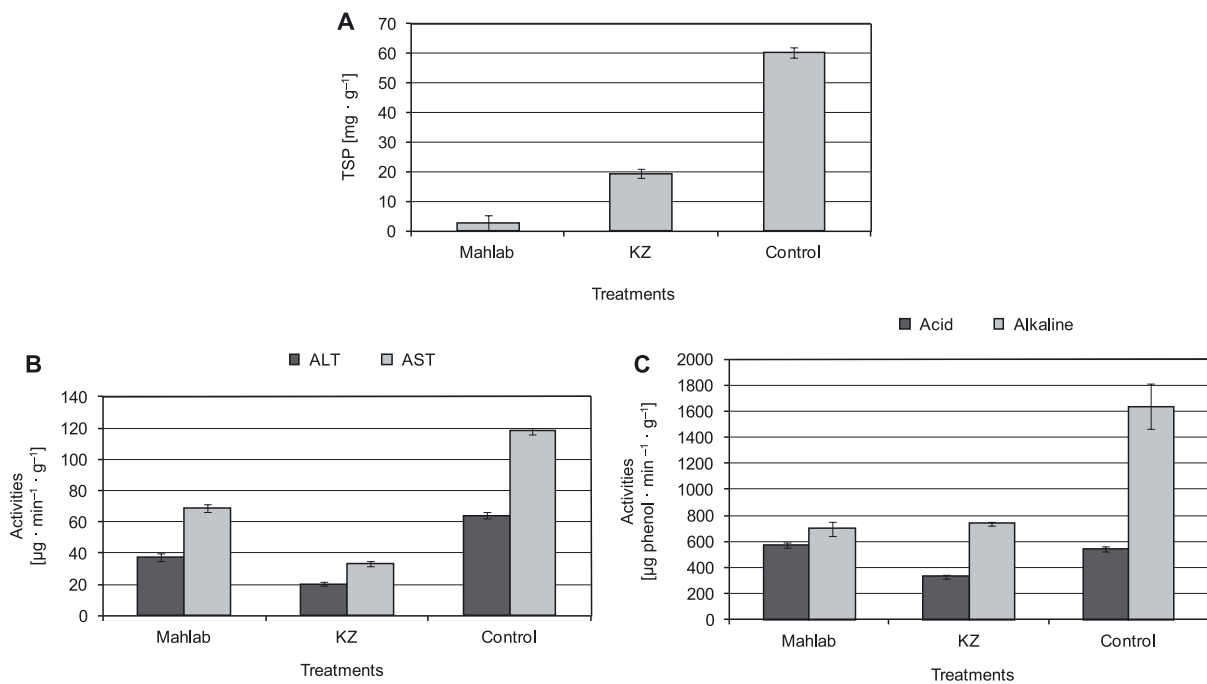 A
TSP [mg · g⁻¹]
70
60
50
40
30
20
10
0
Mahlab KZ Control
Treatments
B
ALT AST
Activities
[µg · min⁻¹ · g⁻¹]
140
120
100
80
60
40
20
0
Mahlab KZ Control
Treatments
Acid Alkaline
C
Activities
[µg phenol · min⁻¹ · g⁻¹]
2000
1800
1600
1400
1200
1000
800
600
400
200
0
Mahlab KZ Control
Treatments